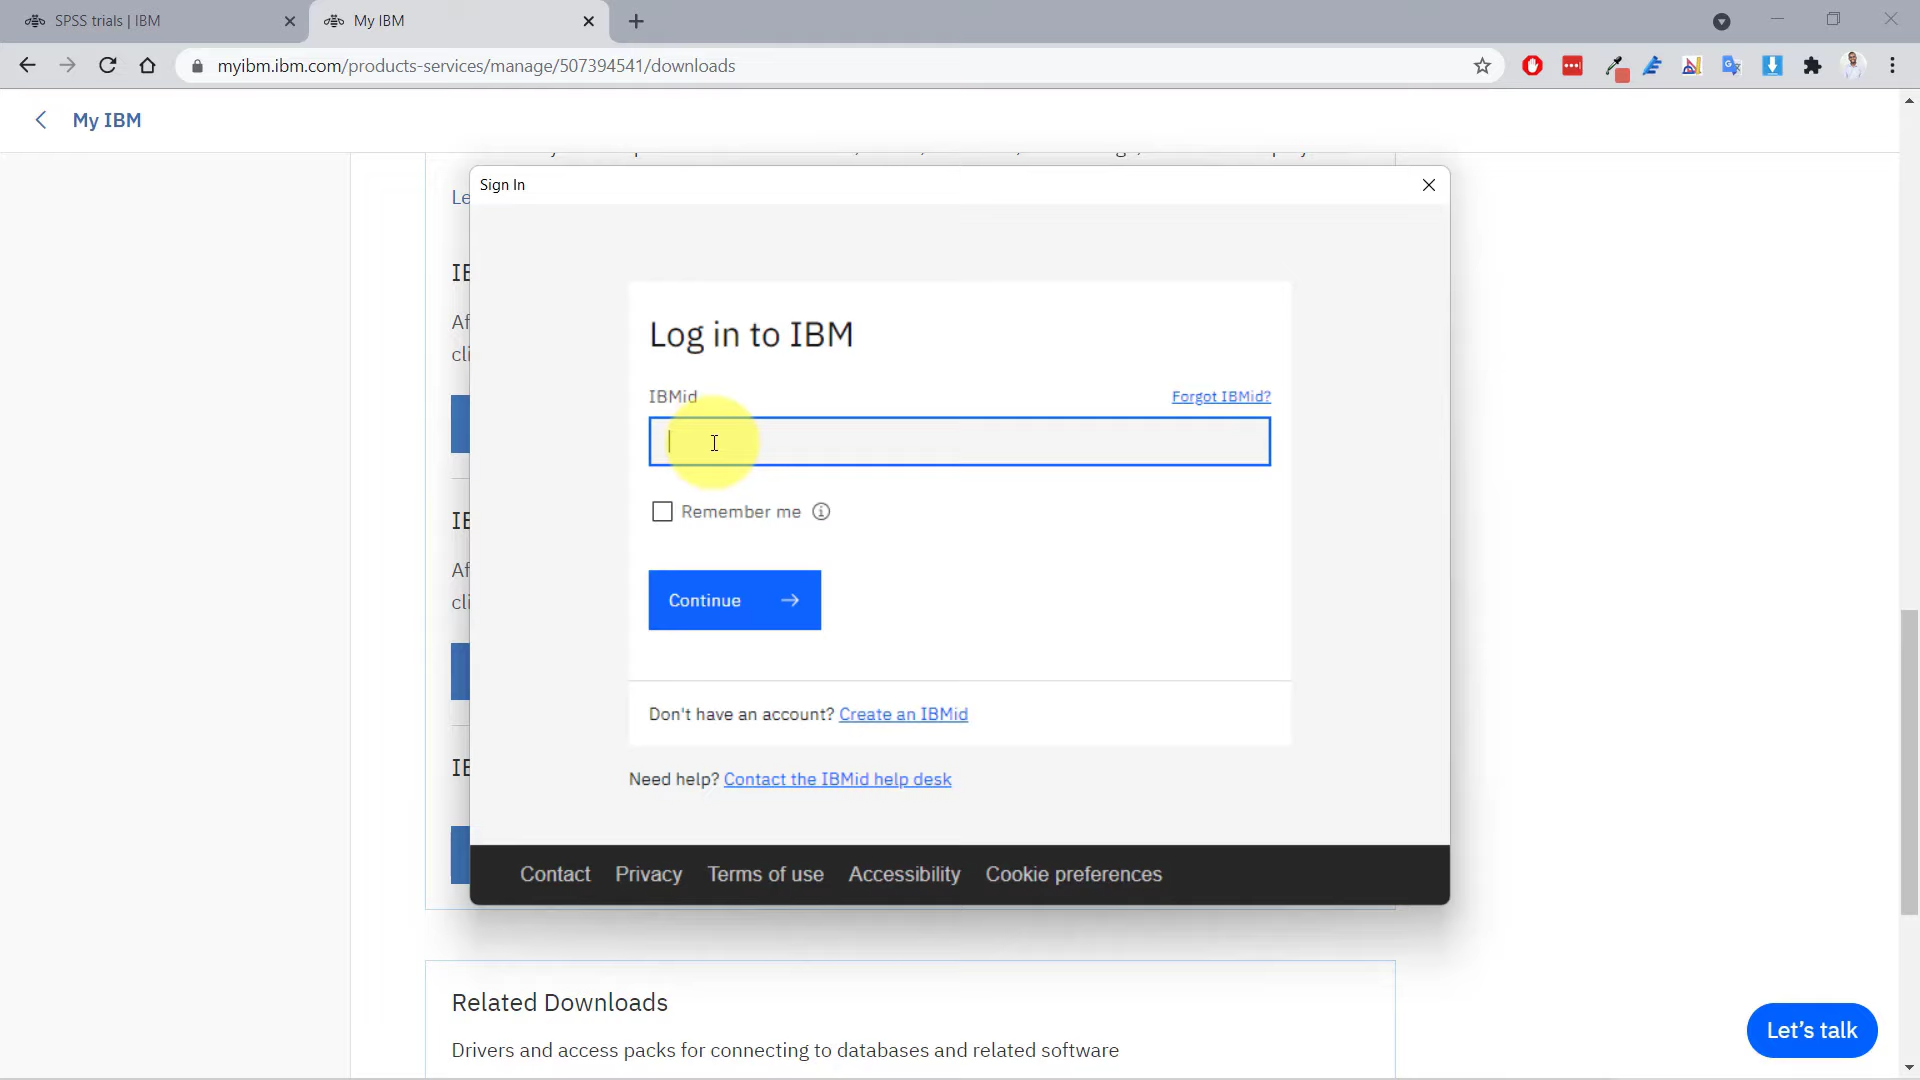 SPSS trials | IBM
My IBM
myibm.ibm.com/products-services/manage/507394541/downloads
My IBM
Sign In
Log in to IBM
IBMid
Forgot IBMid?
Remember me
Continue
Don't have an account? Create an IBMid
Need help? Contact the IBMid help desk
Contact Privacy Terms of use Accessibility Cookie preferences
Related Downloads
Drivers and access packs for connecting to databases and related software
Let's talk